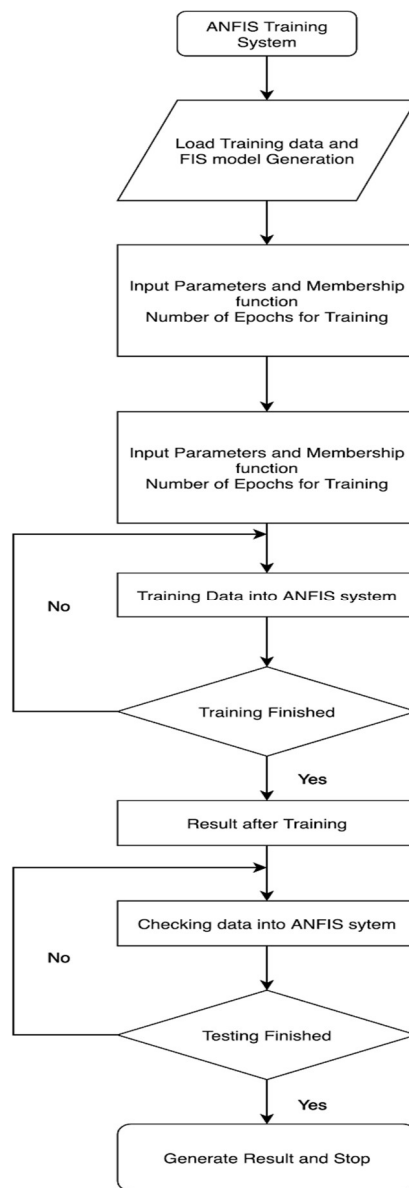 ANFIS Training
System
Load Training data and
FIS model Generation
Input Parameters and Membership
function
Number of Epochs for Training
Input Parameters and Membership
function
Number of Epochs for Training
Training Data into ANFIS system
No
Training Finished
Yes
Result after Training
Checking data into ANFIS sytem
No
Testing Finished
Yes
Generate Result and Stop